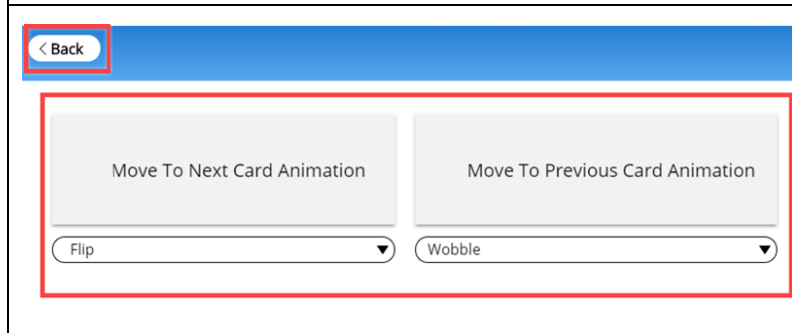 Back
Move To Next Card Animation
Move To Previous Card Animation
Flip
Wobble